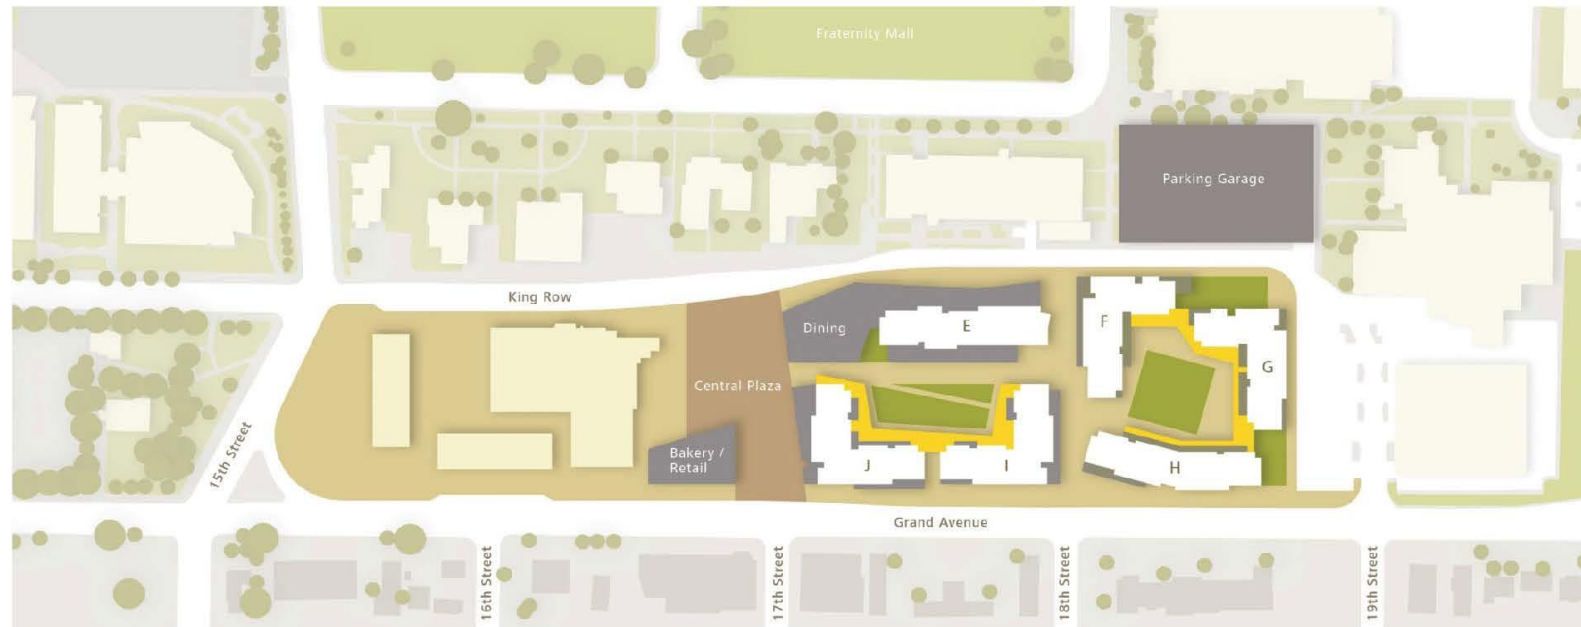 Fraternity Mall
Parking Garage
King Row
Dining
E
F
G
Central Plaza
15th Street
Bakery /
Retail
J
I
H
Grand Avenue
16th Street
17th Street
18th Street
19th Street